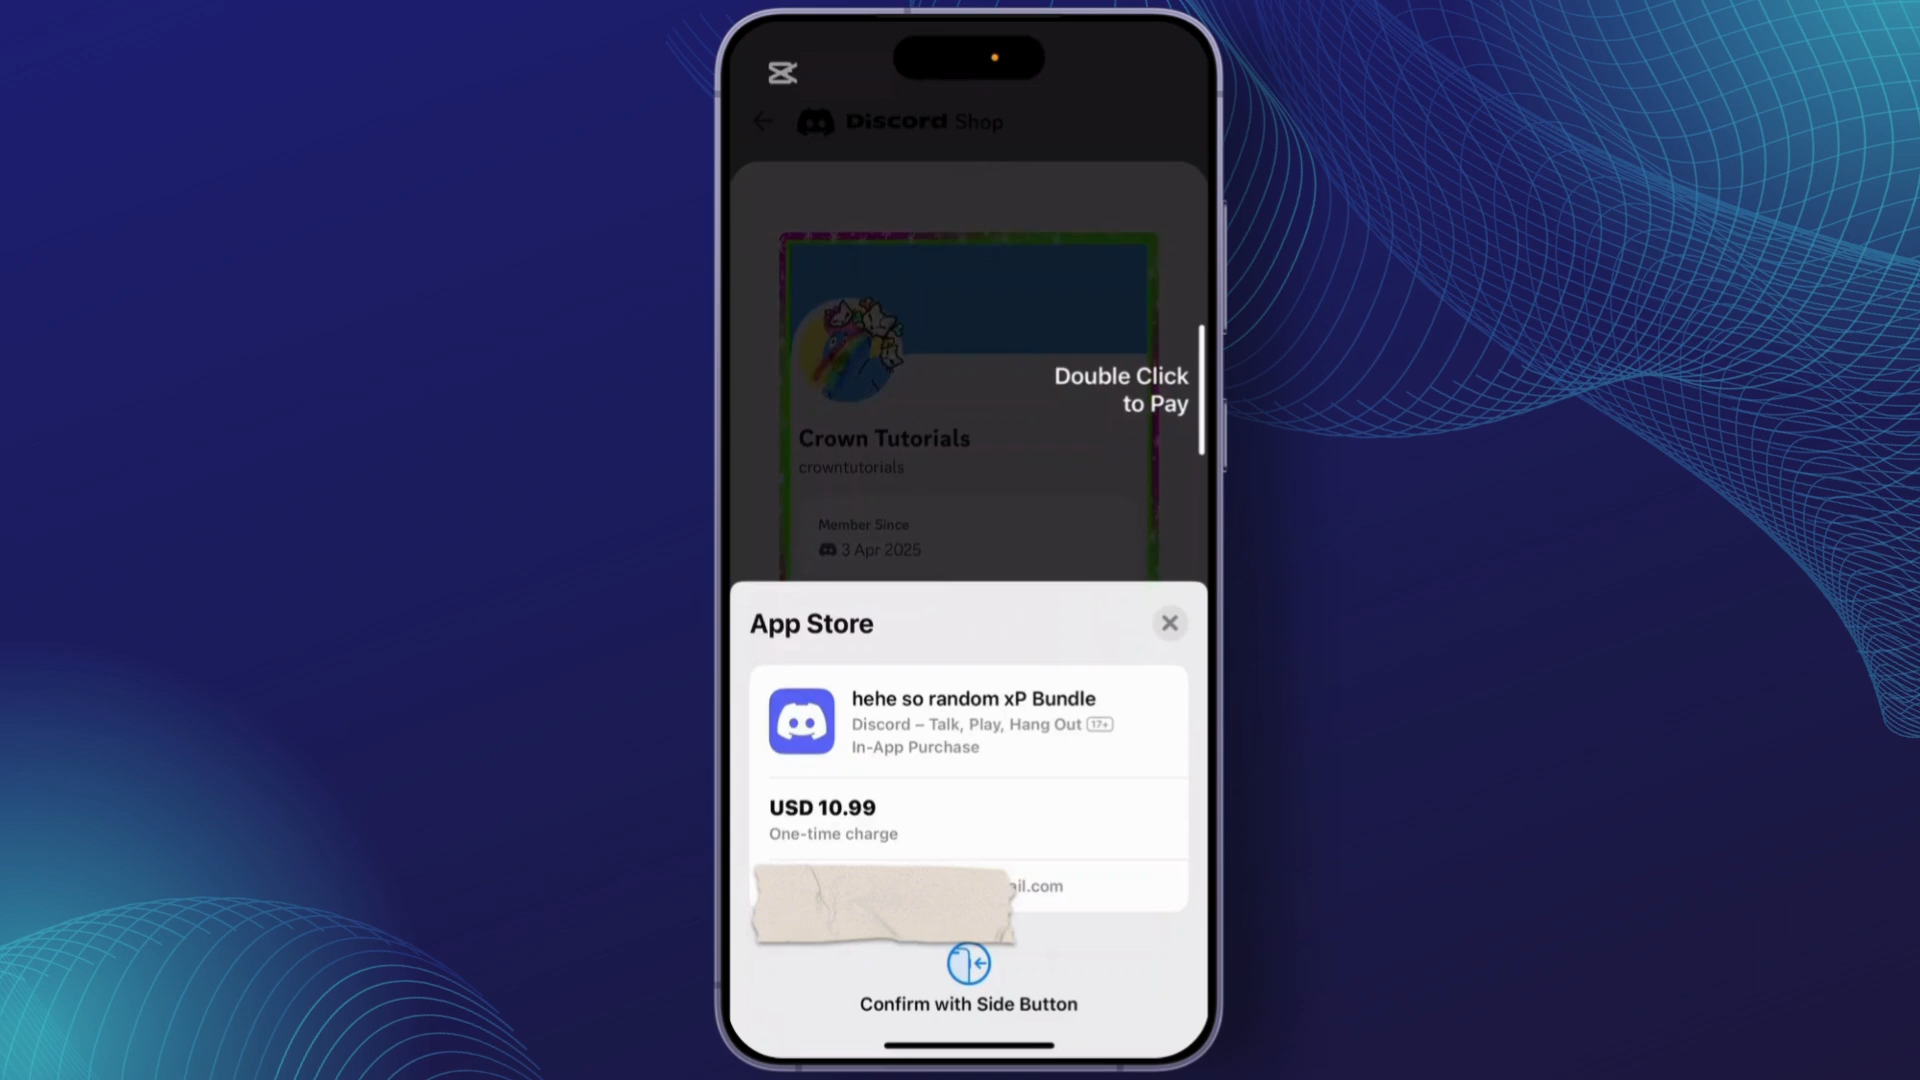 Discord Shop
Double Click
to Pay
Crown Tutorials
crowntutorials
Member Since
3 Apr 2025
App Store
hehe so random xP Bundle
Discord – Talk, Play, Hang Out 17+
In-App Purchase
USD 10.99
One-time charge
il.com
Confirm with Side Button